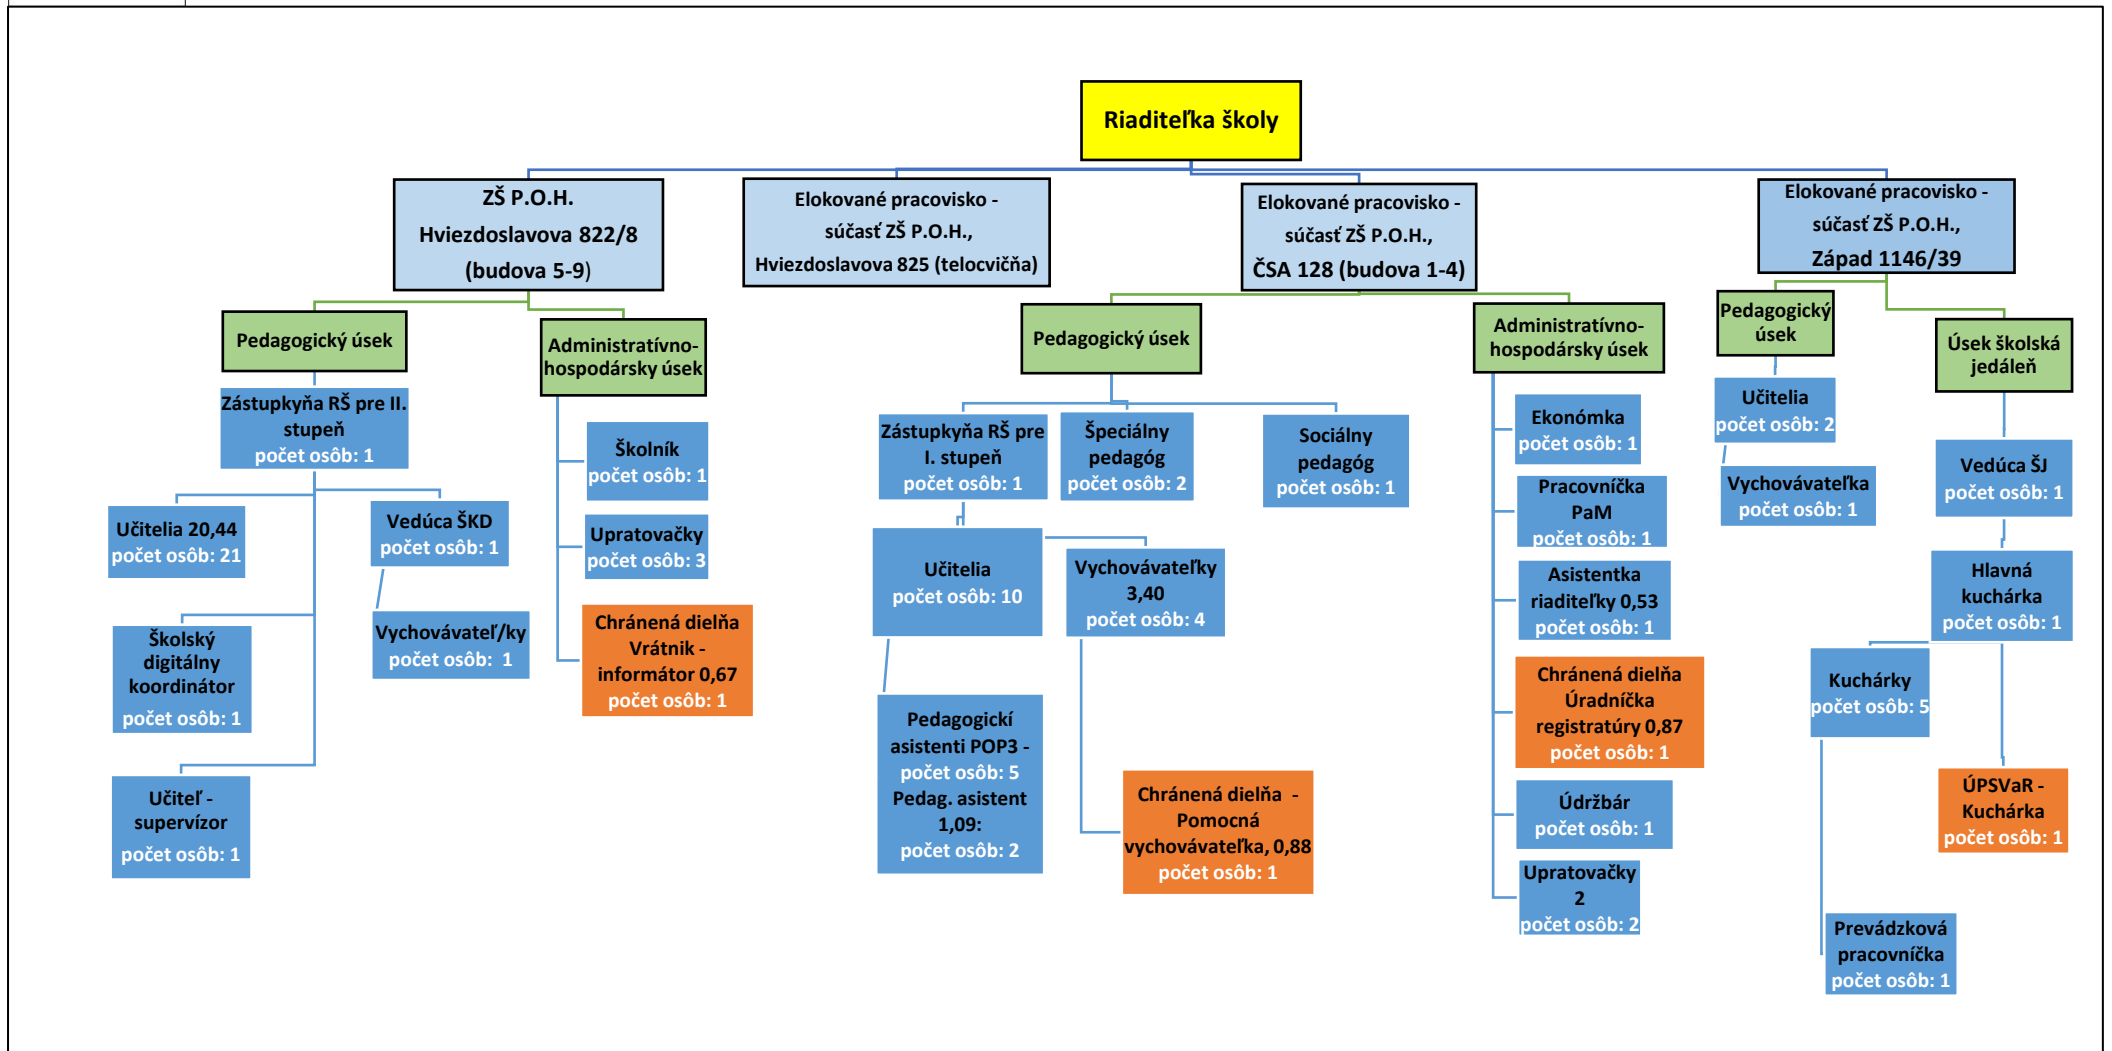 Riaditeľka školy
ZŠ P.O.H.
Hviezdoslavova 822/8
(budova 5-9)
Elokované pracovisko -
súčasť ZŠ P.O.H.,
Hviezdoslavova 825 (telocvičňa)
Elokované pracovisko -
súčasť ZŠ P.O.H.,
ČSA 128 (budova 1-4)
Elokované pracovisko -
súčasť ZŠ P.O.H.,
Západ 1146/39
Pedagogický úsek
Zástupkyňa RŠ pre II.
stupeň
počet osôb: 1
Učitelia 20,44
počet osôb: 21
Vedúca ŠKD
počet osôb: 1
Vychovávateľ/ky
počet osôb: 1
Školský
digitálny
koordinátor
počet osôb: 1
Učiteľ -
supervízor
počet osôb: 1
Administratívno-
hospodársky úsek
Školník
počet osôb: 1
Upratovačky
počet osôb: 3
Chránená dielňa
Vrátnik -
informátor 0,67
počet osôb: 1
Pedagogický úsek
Zástupkyňa RŠ pre
I. stupeň
počet osôb: 1
Špeciálny
pedagóg
počet osôb: 2
Sociálny
pedagóg
počet osôb: 1
Učitelia
počet osôb: 10
Vychovávateľky
3,40
počet osôb: 4
Pedagogickí
asistenti POP3 -
počet osôb: 5
Pedag. asistent
1,09:
počet osôb: 2
Chránená dielňa -
Pomocná
vychovávateľka, 0,88
počet osôb: 1
Administratívno-
hospodársky úsek
Ekonómka
počet osôb: 1
Pracovníčka
PaM
počet osôb: 1
Asistentka
riaditeľky 0,53
počet osôb: 1
Chránená dielňa
Úradníčka
registratúry 0,87
počet osôb: 1
Údržbár
počet osôb: 1
Upratovačky
2
počet osôb: 2
Pedagogický
úsek
Učitelia
počet osôb: 2
Vychovávateľka
počet osôb: 1
Úsek školská
jedáleň
Vedúca ŠJ
počet osôb: 1
Hlavná
kuchárka
počet osôb: 1
Kuchárky
počet osôb: 5
ÚPSVaR -
Kuchárka
počet osôb: 1
Prevádzková
pracovníčka
počet osôb: 1